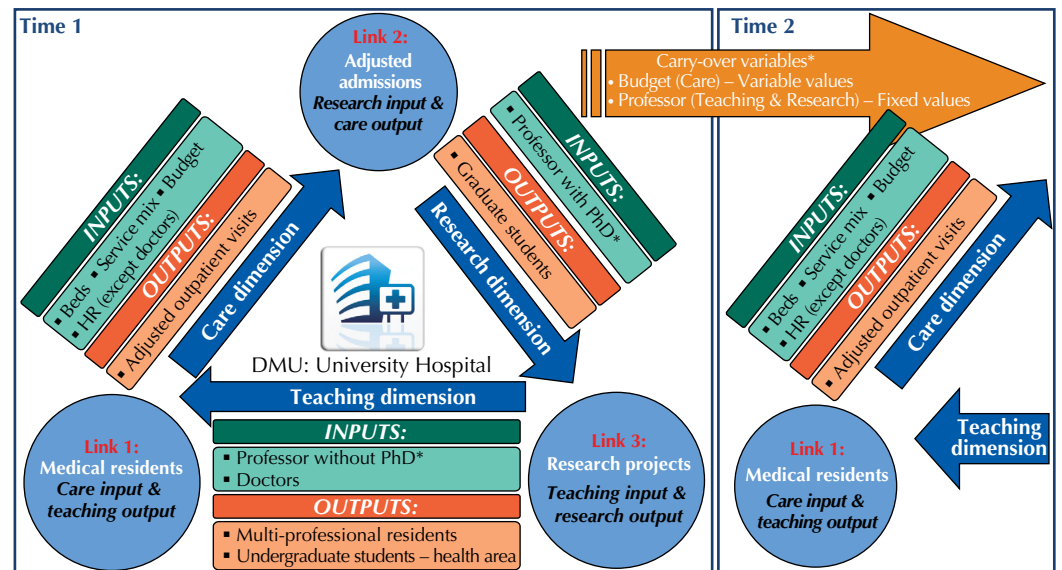 Time 1
Link 2:
Adjusted
admissions
Research input &
care output
INPUTS:
▪ Beds ▪ Service mix ▪ Budget
▪ HR (except doctors)
OUTPUTS:
▪ Adjusted outpatient visits
Care dimension
INPUTS:
▪ Professor with PhD*
OUTPUTS:
▪ Graduate students
Research dimension
DMU: University Hospital
Teaching dimension
INPUTS:
▪ Professor without PhD*
▪ Doctors
OUTPUTS:
▪ Multi-professional residents
▪ Undergraduate students – health area
Link 1:
Medical residents
Care input &
teaching output
Link 3:
Research projects
Teaching input &
research output
Carry-over variables*
• Budget (Care) – Variable values
• Professor (Teaching & Research) – Fixed values
Time 2
INPUTS:
▪ Beds ▪ Service mix ▪ Budget
▪ HR (except doctors)
OUTPUTS:
▪ Adjusted outpatient visits
Care dimension
Teaching
dimension
Link 1:
Medical residents
Care input &
teaching output